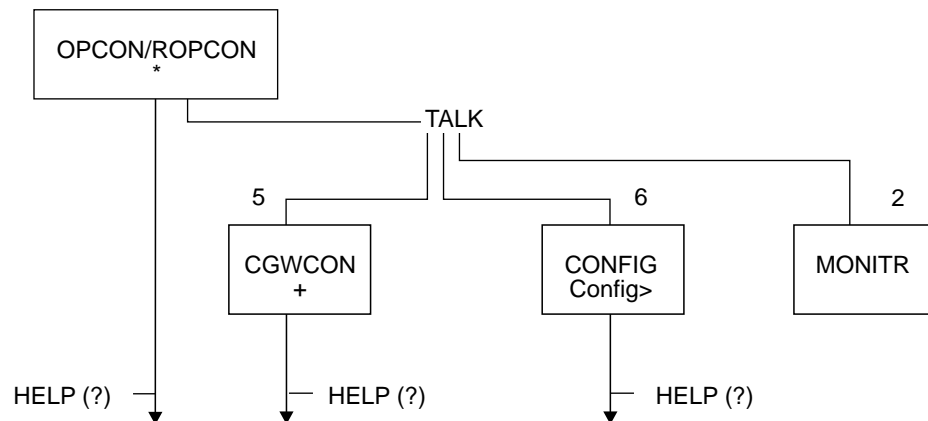 OPCON/ROPCON
*
TALK
5
6
2
CGWCON
+
CONFIG
Config>
MONITR
HELP (?)
HELP (?)
HELP (?)